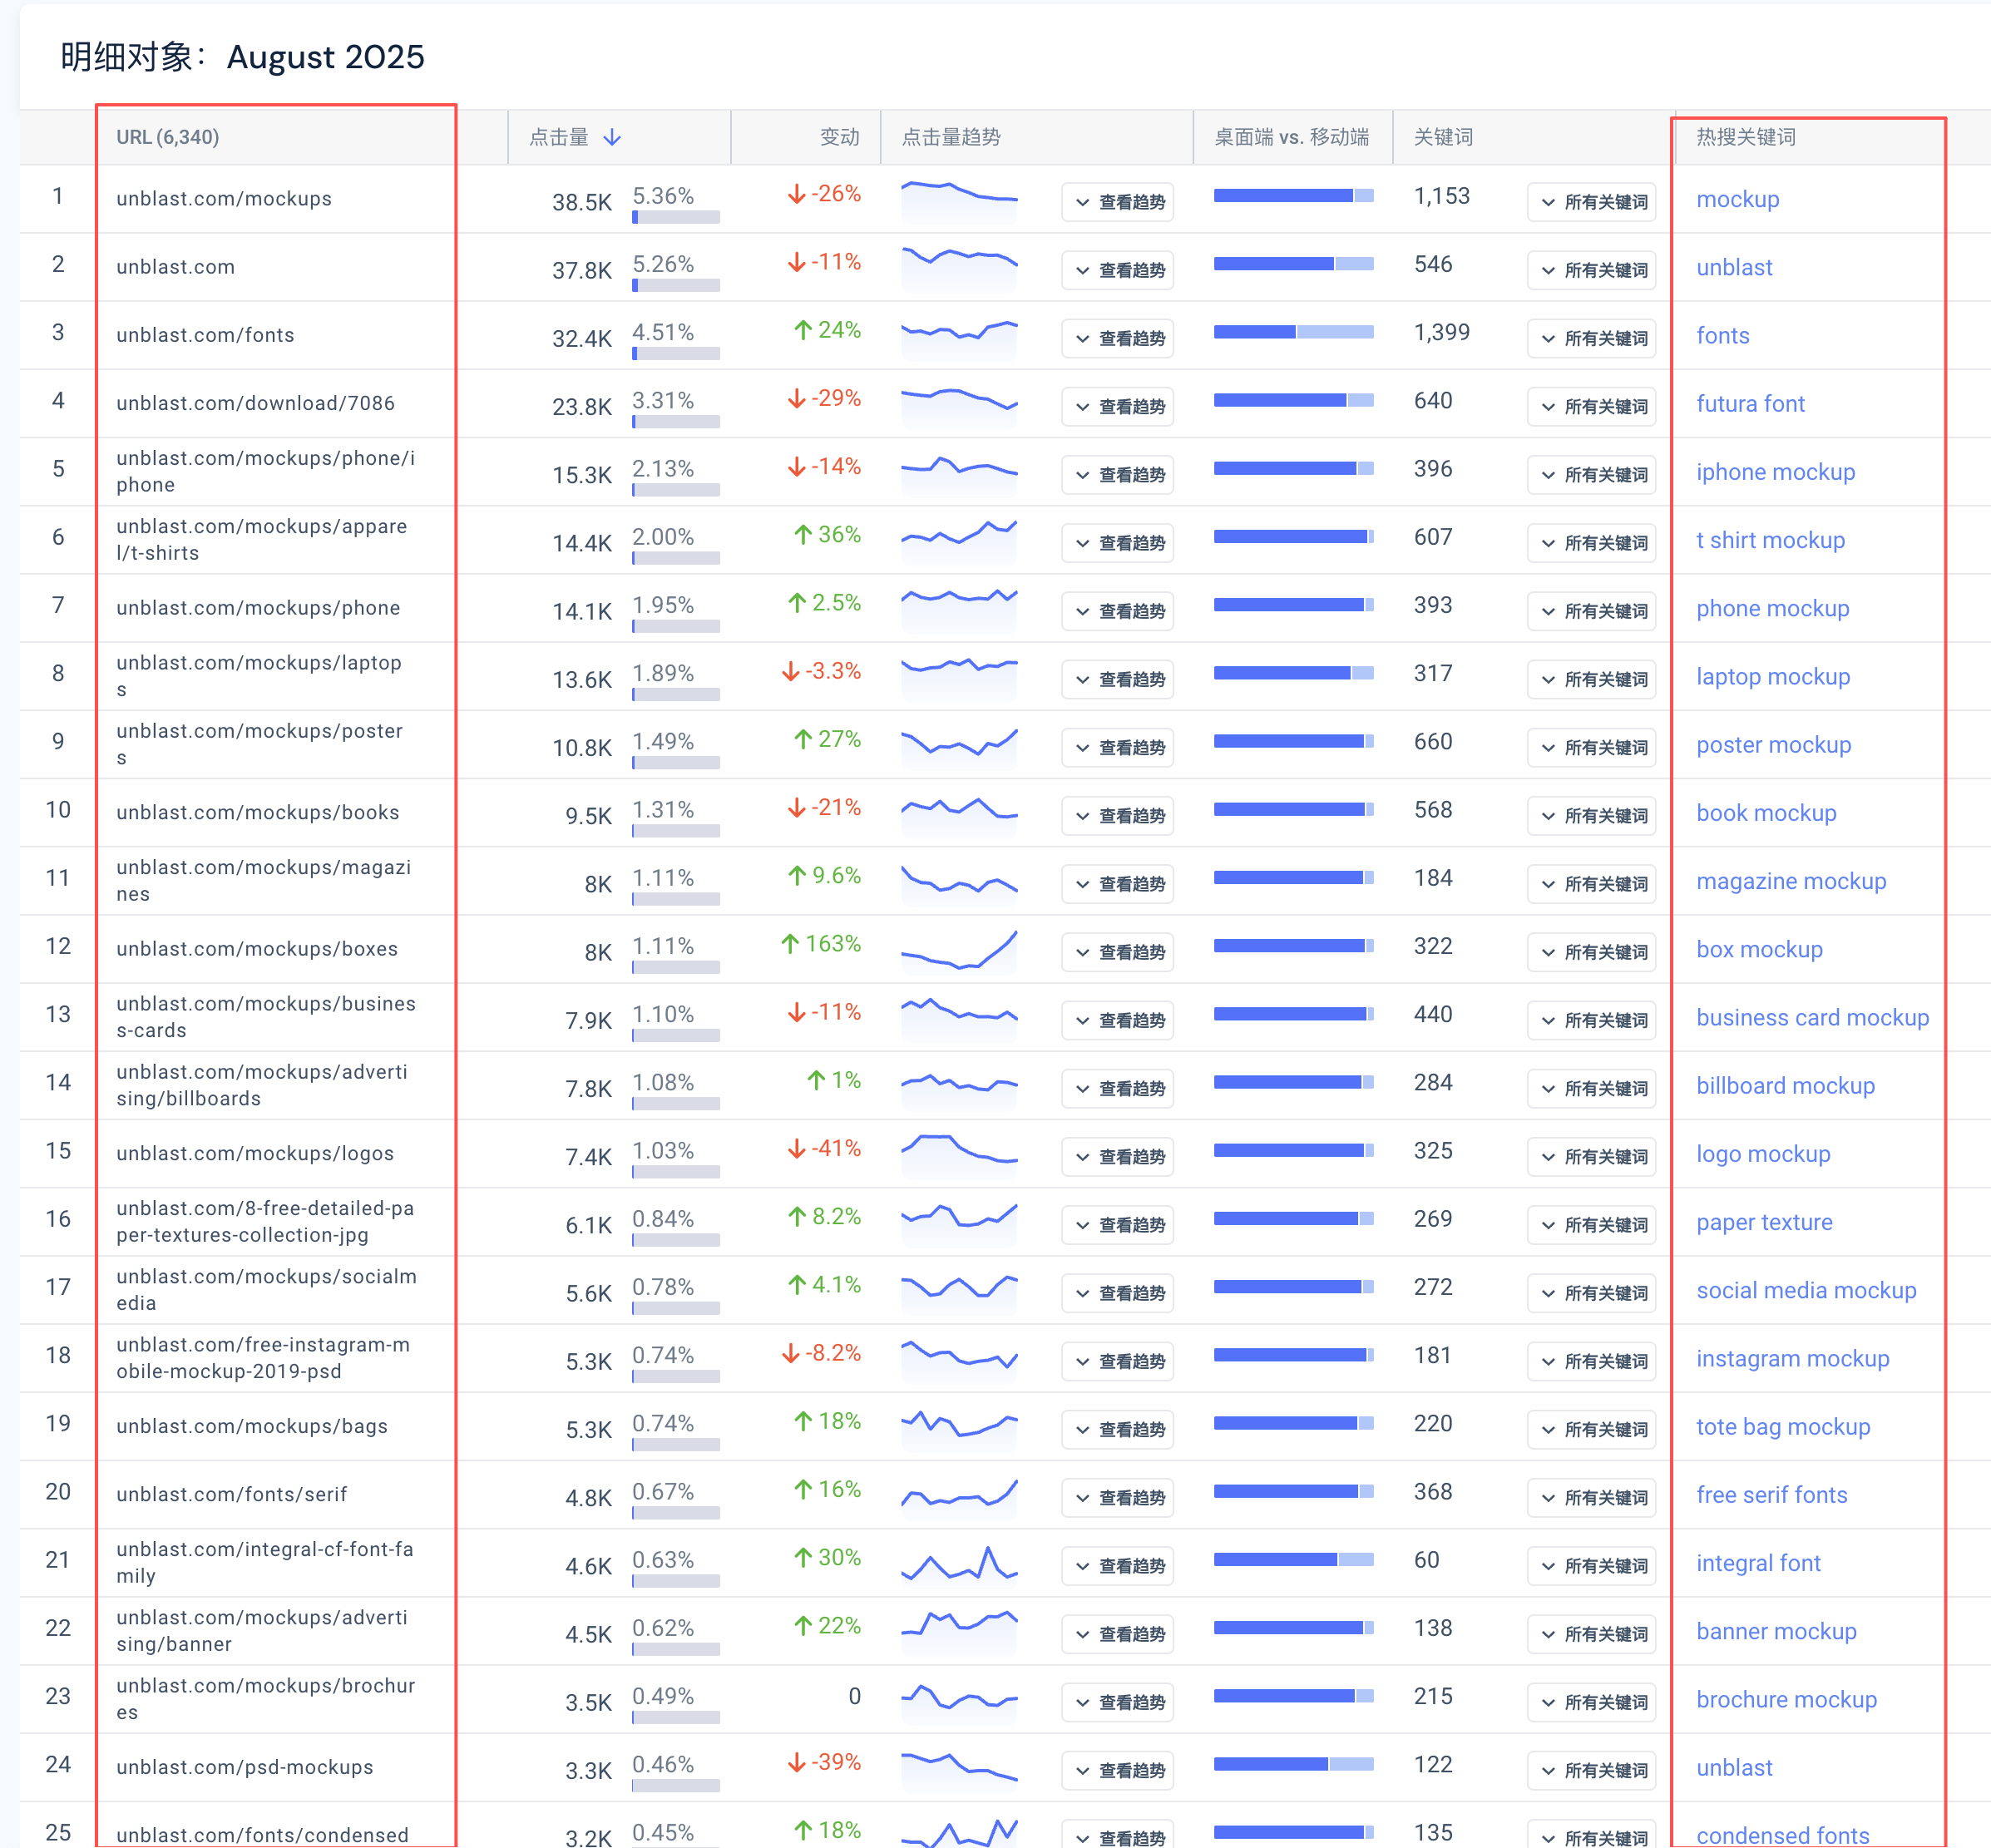 明细对象：August 2025
URL (6,340) 点击量 变动 点击量趋势 桌面端 vs. 移动端 关键词 热搜关键词
1 unblast.com/mockups 38.5K 5.36% -26% 查看趋势 1,153 所有关键词 mockup
2 unblast.com 37.8K 5.26% -11% 查看趋势 546 所有关键词 unblast
3 unblast.com/fonts 32.4K 4.51% 24% 查看趋势 1,399 所有关键词 fonts
4 unblast.com/download/7086 23.8K 3.31% -29% 查看趋势 640 所有关键词 futura font
5 unblast.com/mockups/phone/i
phone 15.3K 2.13% -14% 查看趋势 396 所有关键词 iphone mockup
6 unblast.com/mockups/appare
l/t-shirts 14.4K 2.00% 36% 查看趋势 607 所有关键词 t shirt mockup
7 unblast.com/mockups/phone 14.1K 1.95% 2.5% 查看趋势 393 所有关键词 phone mockup
8 unblast.com/mockups/laptop
s 13.6K 1.89% -3.3% 查看趋势 317 所有关键词 laptop mockup
9 unblast.com/mockups/poster
s 10.8K 1.49% 27% 查看趋势 660 所有关键词 poster mockup
10 unblast.com/mockups/books 9.5K 1.31% -21% 查看趋势 568 所有关键词 book mockup
11 unblast.com/mockups/magazi
nes 8K 1.11% 9.6% 查看趋势 184 所有关键词 magazine mockup
12 unblast.com/mockups/boxes 8K 1.11% 163% 查看趋势 322 所有关键词 box mockup
13 unblast.com/mockups/busines
s-cards 7.9K 1.10% -11% 查看趋势 440 所有关键词 business card mockup
14 unblast.com/mockups/adverti
sing/billboards 7.8K 1.08% 1% 查看趋势 284 所有关键词 billboard mockup
15 unblast.com/mockups/logos 7.4K 1.03% -41% 查看趋势 325 所有关键词 logo mockup
16 unblast.com/8-free-detailed-pa
per-textures-collection-jpg 6.1K 0.84% 8.2% 查看趋势 269 所有关键词 paper texture
17 unblast.com/mockups/socialm
edia 5.6K 0.78% 4.1% 查看趋势 272 所有关键词 social media mockup
18 unblast.com/free-instagram-m
obile-mockup-2019-psd 5.3K 0.74% -8.2% 查看趋势 181 所有关键词 instagram mockup
19 unblast.com/mockups/bags 5.3K 0.74% 18% 查看趋势 220 所有关键词 tote bag mockup
20 unblast.com/fonts/serif 4.8K 0.67% 16% 查看趋势 368 所有关键词 free serif fonts
21 unblast.com/integral-cf-font-fa
mily 4.6K 0.63% 30% 查看趋势 60 所有关键词 integral font
22 unblast.com/mockups/adverti
sing/banner 4.5K 0.62% 22% 查看趋势 138 所有关键词 banner mockup
23 unblast.com/mockups/brochur
es 3.5K 0.49% 0 查看趋势 215 所有关键词 brochure mockup
24 unblast.com/psd-mockups 3.3K 0.46% -39% 查看趋势 122 所有关键词 unblast
25 unblast.com/fonts/condensed 3.2K 0.45% 18% 查看趋势 135 所有关键词 condensed fonts